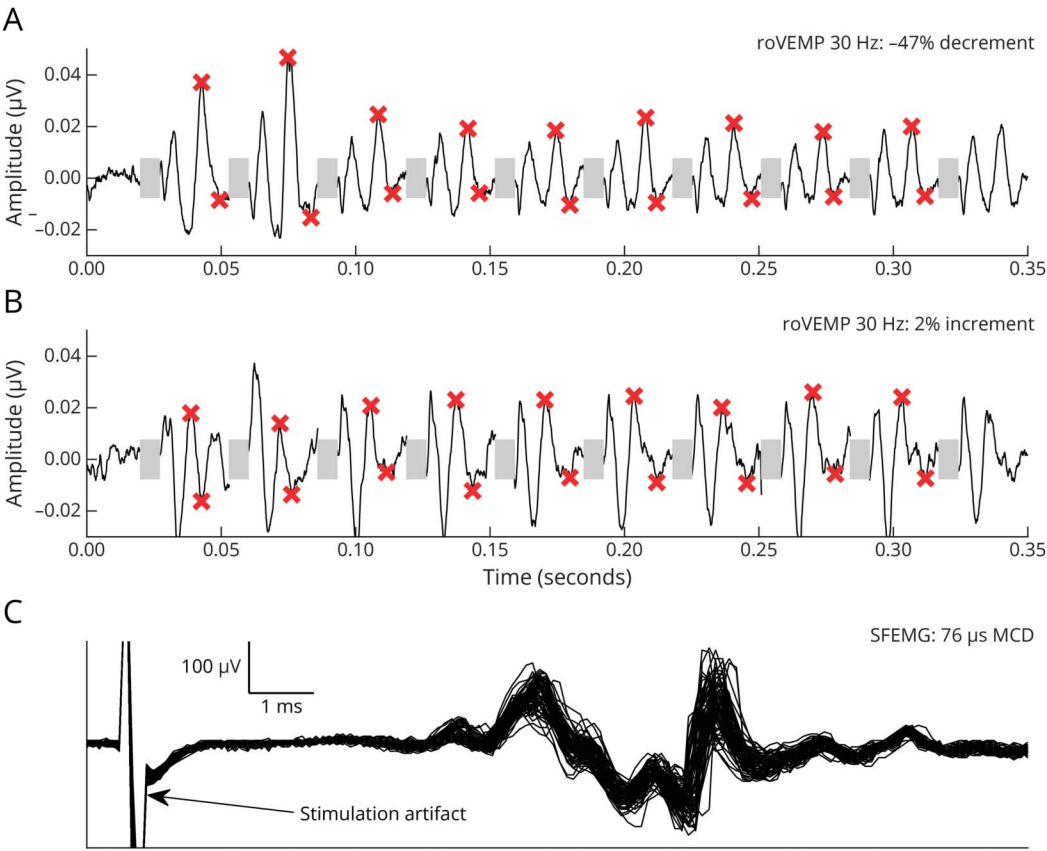 A
roVEMP 30 Hz: –47% decrement
Amplitude (µV)
0.04
0.02
0.00
–0.02
0.00 0.05 0.10 0.15 0.20 0.25 0.30 0.35
B
roVEMP 30 Hz: 2% increment
Amplitude (µV)
0.04
0.02
0.00
–0.02
0.00 0.05 0.10 0.15 0.20 0.25 0.30 0.35
Time (seconds)
C
SFEMG: 76 µs MCD
100 µV
1 ms
Stimulation artifact